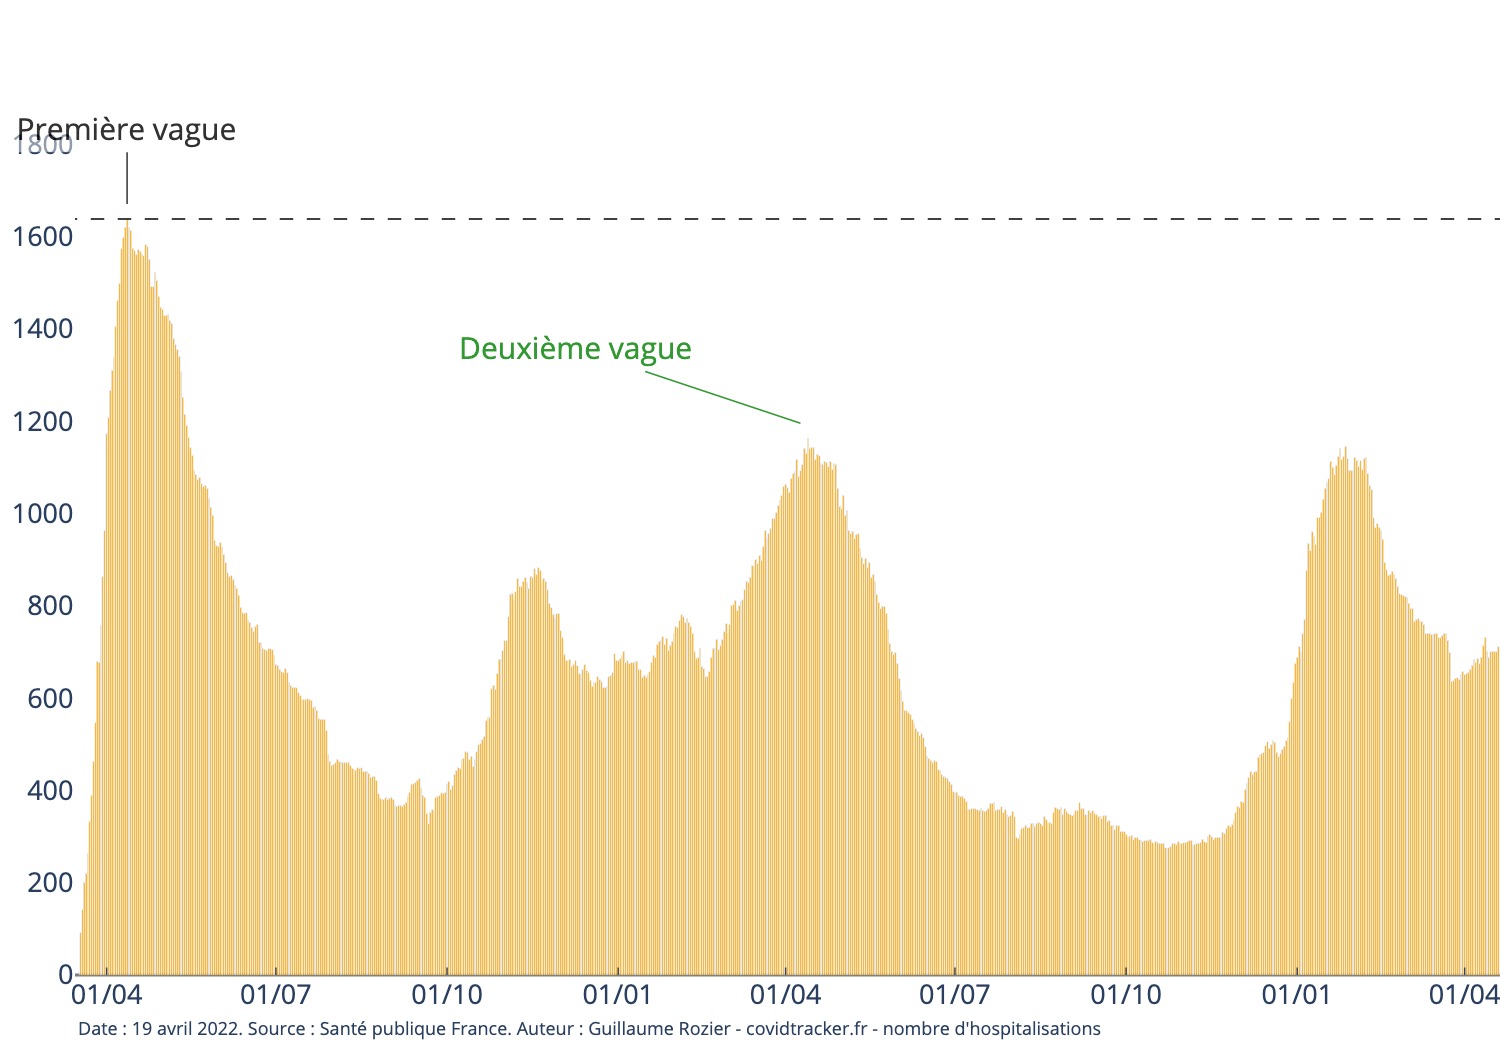 Première vague
1800
1600
1400
Deuxième vague
1200
1000
800
600
400
200
0
01/04 01/07 01/10 01/01 01/04 01/07 01/10 01/01 01/04
Date : 19 avril 2022. Source : Santé publique France. Auteur : Guillaume Rozier - covidtracker.fr - nombre d'hospitalisations